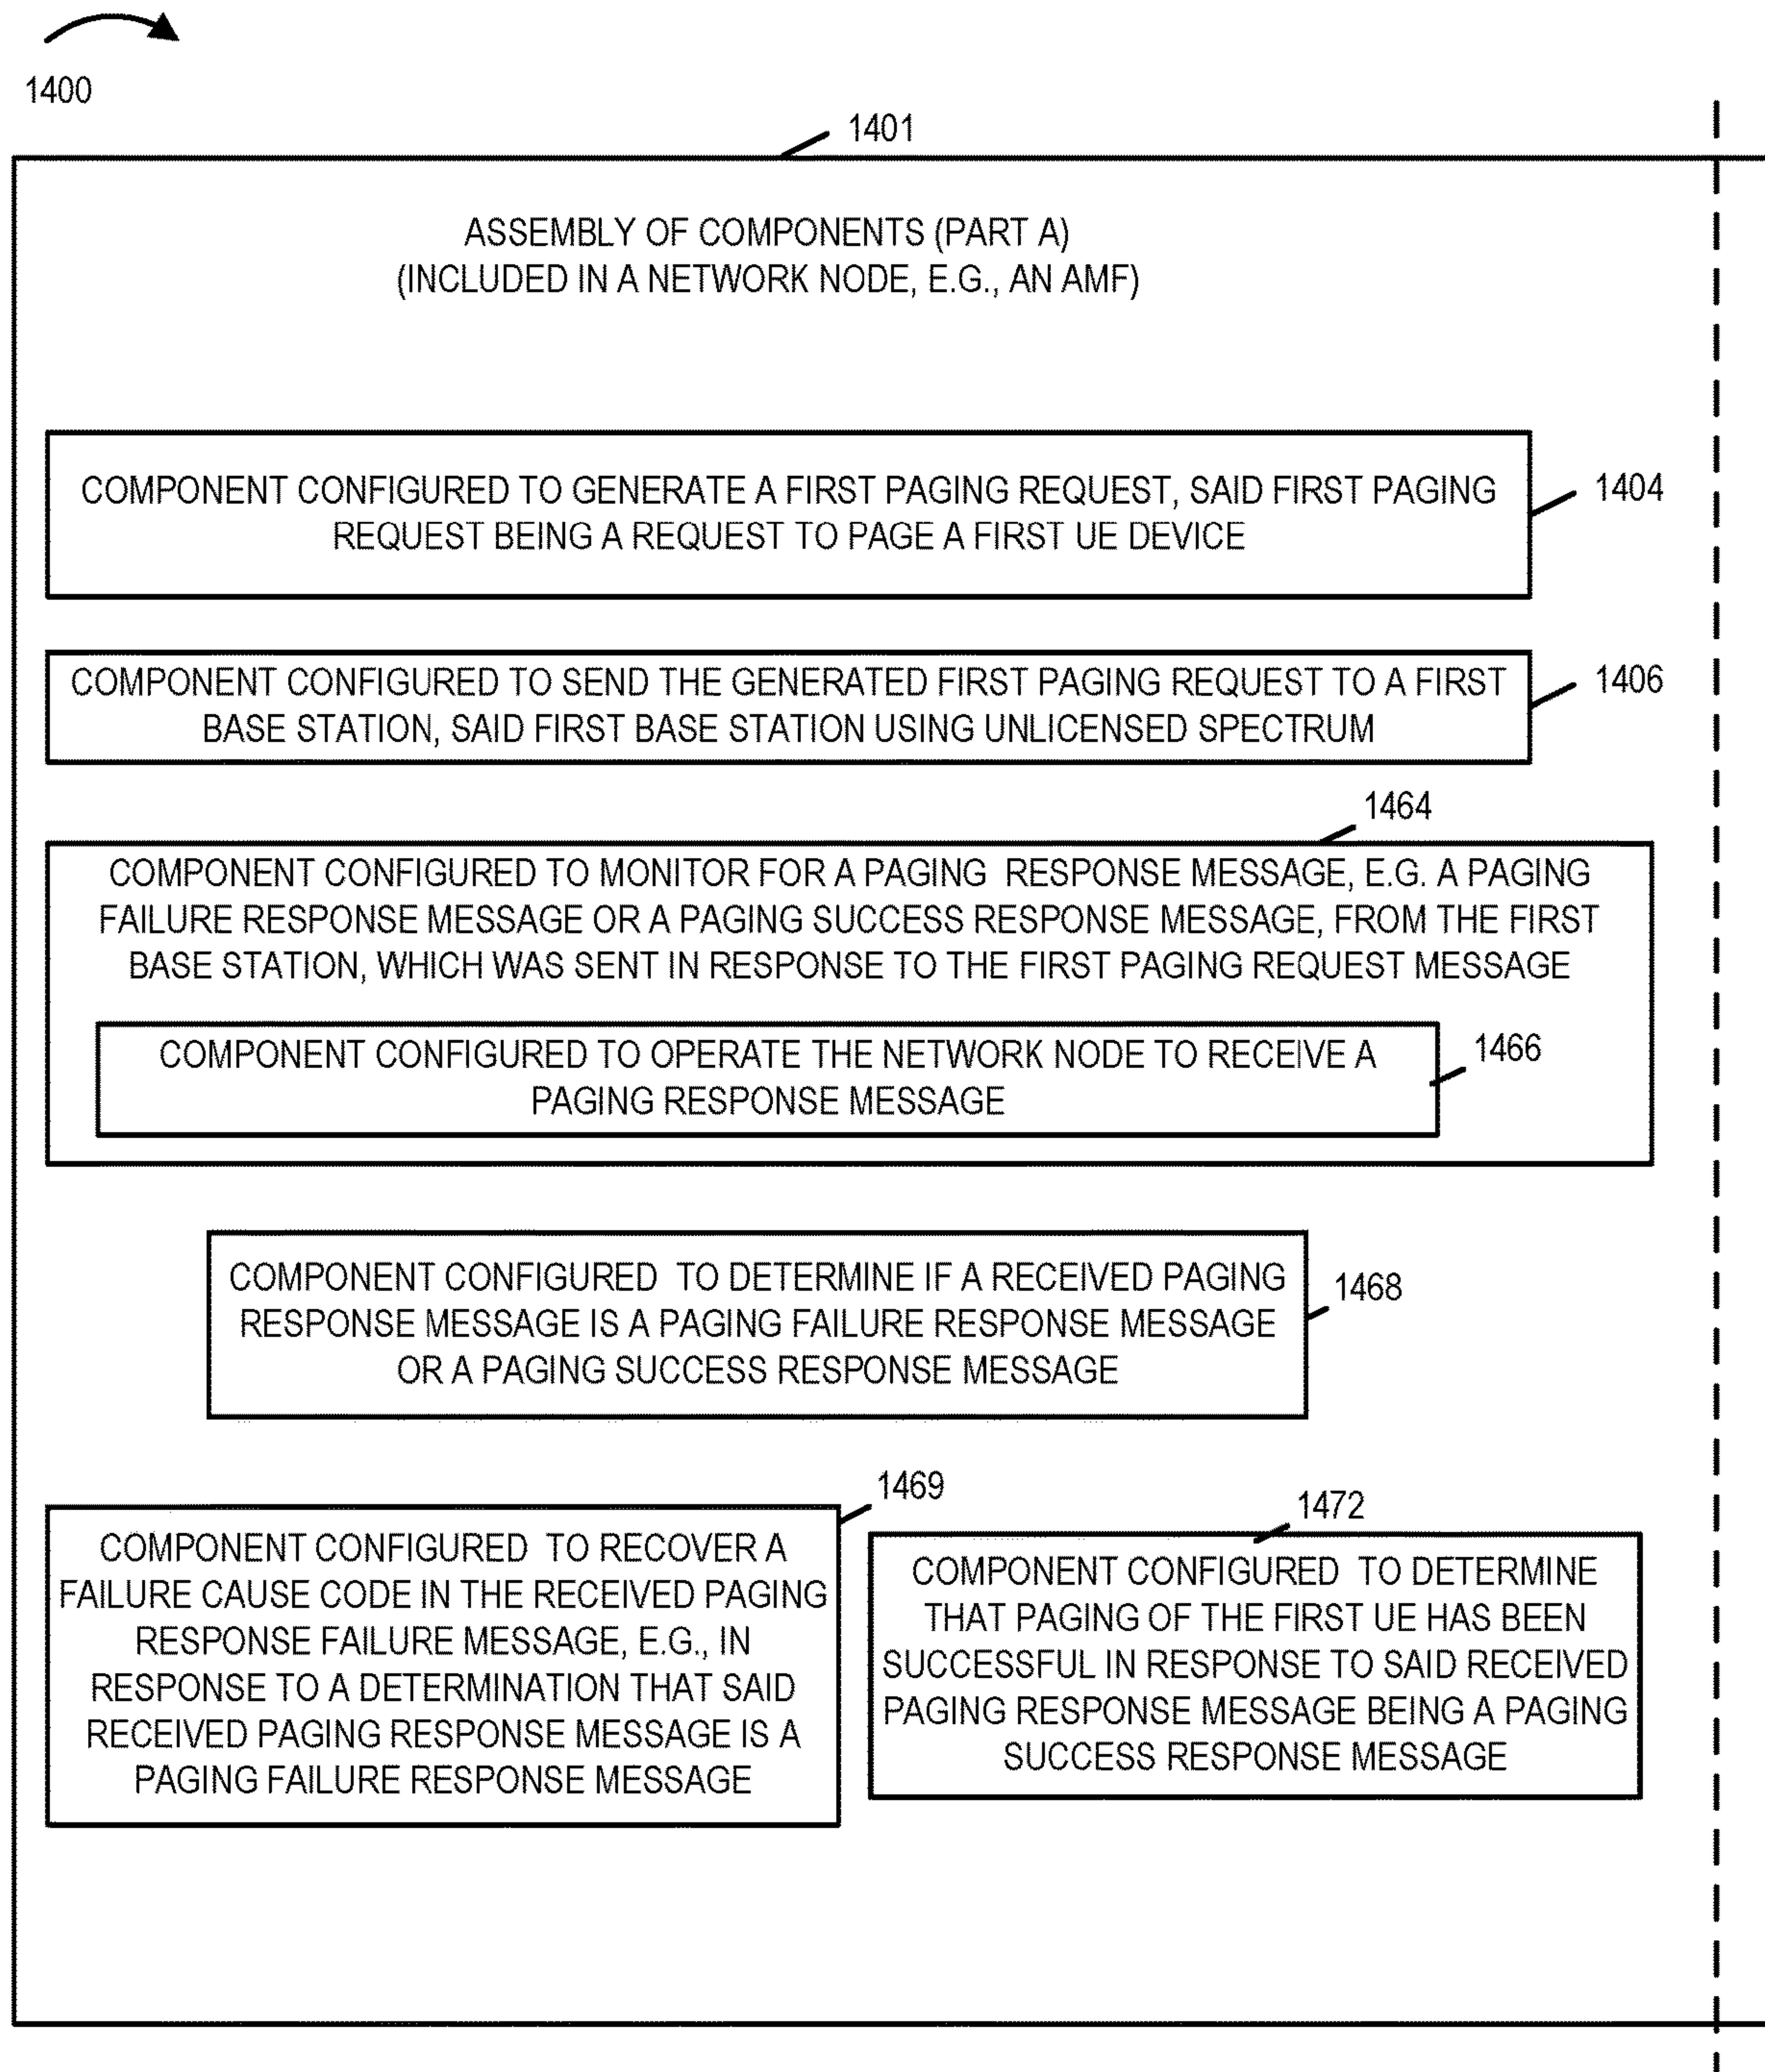 1400
1401
ASSEMBLY OF COMPONENTS (PART A)
(INCLUDED IN A NETWORK NODE, E.G., AN AMF)
COMPONENT CONFIGURED TO GENERATE A FIRST PAGING REQUEST, SAID FIRST PAGING
REQUEST BEING A REQUEST TO PAGE A FIRST UE DEVICE
1404
COMPONENT CONFIGURED TO SEND THE GENERATED FIRST PAGING REQUEST TO A FIRST
BASE STATION, SAID FIRST BASE STATION USING UNLICENSED SPECTRUM
1406
1464
COMPONENT CONFIGURED TO MONITOR FOR A PAGING RESPONSE MESSAGE, E.G. A PAGING
FAILURE RESPONSE MESSAGE OR A PAGING SUCCESS RESPONSE MESSAGE, FROM THE FIRST
BASE STATION, WHICH WAS SENT IN RESPONSE TO THE FIRST PAGING REQUEST MESSAGE
COMPONENT CONFIGURED TO OPERATE THE NETWORK NODE TO RECEIVE A
PAGING RESPONSE MESSAGE
1466
COMPONENT CONFIGURED TO DETERMINE IF A RECEIVED PAGING
RESPONSE MESSAGE IS A PAGING FAILURE RESPONSE MESSAGE
OR A PAGING SUCCESS RESPONSE MESSAGE
1468
1469
COMPONENT CONFIGURED TO RECOVER A
FAILURE CAUSE CODE IN THE RECEIVED PAGING
RESPONSE FAILURE MESSAGE, E.G., IN
RESPONSE TO A DETERMINATION THAT SAID
RECEIVED PAGING RESPONSE MESSAGE IS A
PAGING FAILURE RESPONSE MESSAGE
1472
COMPONENT CONFIGURED TO DETERMINE
THAT PAGING OF THE FIRST UE HAS BEEN
SUCCESSFUL IN RESPONSE TO SAID RECEIVED
PAGING RESPONSE MESSAGE BEING A PAGING
SUCCESS RESPONSE MESSAGE